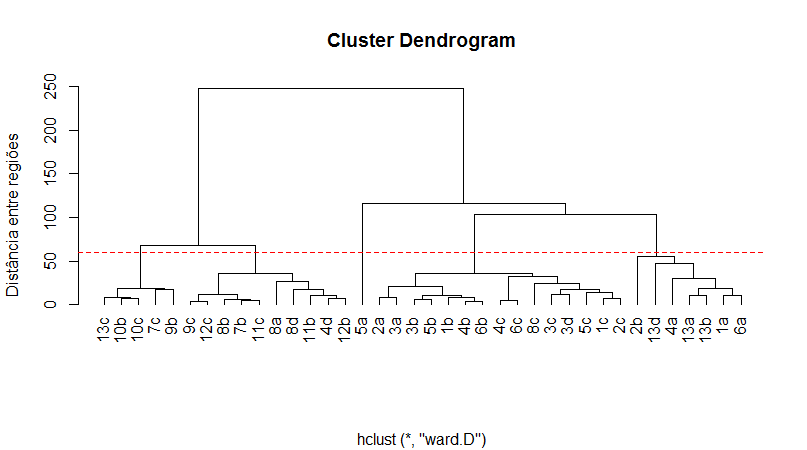 Cluster Dendrogram
Distância entre regiões
250
200
150
100
50
0
13c
10b
10c
7c
9b
9c
12c
8b
7b
11c
8a
8d
11b
4d
12b
5a
2a
3a
3b
5b
1b
4b
6b
4c
6c
8c
3c
3d
5c
1c
2c
2b
13d
4a
13a
13b
1a
6a
hclust (*, "ward.D")